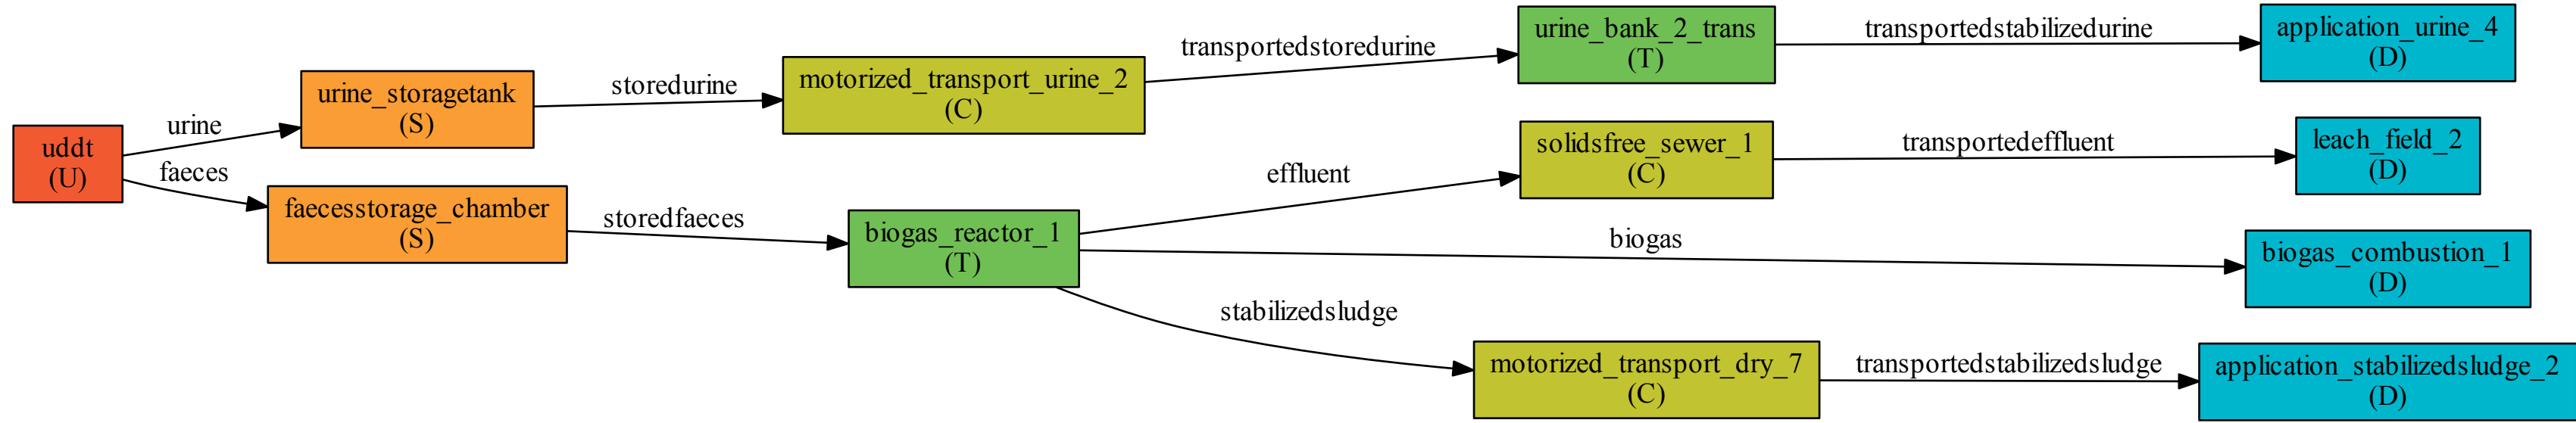 uddt
(U)
urine
faeces
urine_storagetank
(S)
faecesstorage_chamber
(S)
storedurine
storedfaeces
motorized_transport_urine_2
(C)
biogas_reactor_1
(T)
transportedstoredurine
effluent
biogas
stabilizedsludge
urine_bank_2_trans
(T)
solidsfree_sewer_1
(C)
motorized_transport_dry_7
(C)
transportedstabilizedurine
transportedeffluent
transportedstabilizedsludge
application_urine_4
(D)
leach_field_2
(D)
biogas_combustion_1
(D)
application_stabilizedsludge_2
(D)